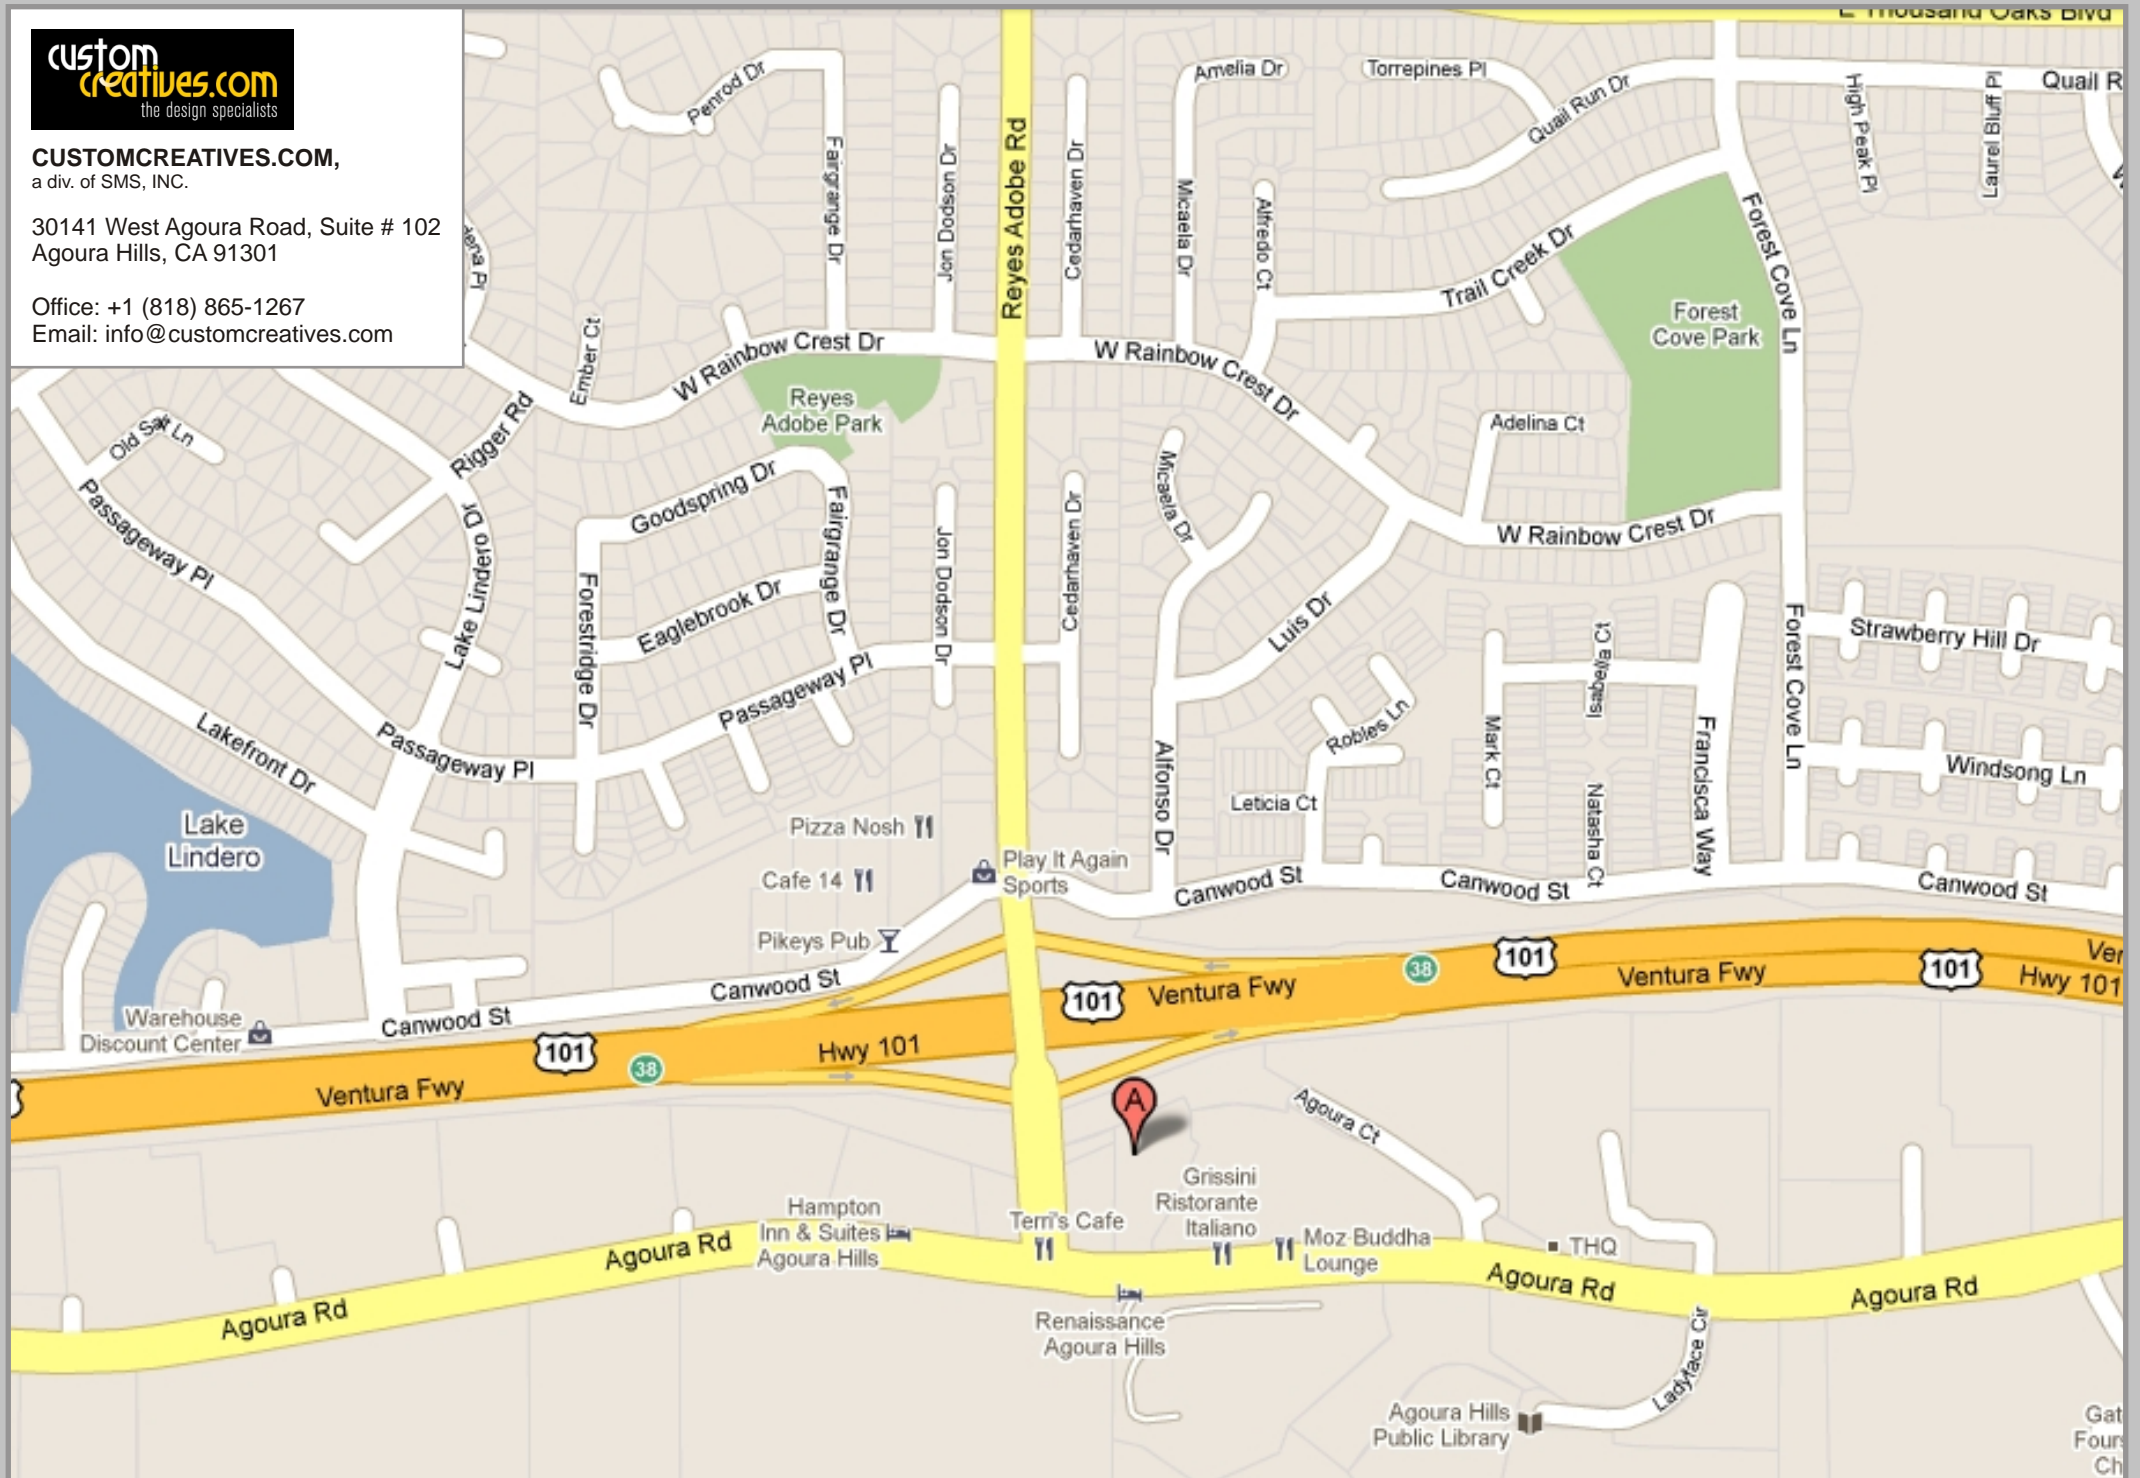 custom
creatives.com
the design specialists
CUSTOMCREATIVES.COM,
a div. of SMS, INC.
30141 West Agoura Road, Suite # 102
Agoura Hills, CA 91301
Office: +1 (818) 865-1267
Email: info@customcreatives.com
E Thousand Oaks Blvd
Penrod Dr
Amelia Dr
Torrepines Pl
Quail Run Dr
Quail R
High Peak Pl
Laurel Bluff Pl
Fairgrange Dr
Jon Dodson Dr
Reyes Adobe Rd
Cedarhaven Dr
Micaela Dr
Alfredo Ct
Trail Creek Dr
Forest Cove Ln
Forest
Cove Park
Ember Ct
W Rainbow Crest Dr
W Rainbow Crest Dr
Reyes
Adobe Park
Rigger Rd
Old Salt Ln
Adelina Ct
Passageway Pl
Lake Lindero Dr
Goodspring Dr
Fairgrange Dr
Micaela Dr
W Rainbow Crest Dr
Jon Dodson Dr
Cedarhaven Dr
Forestridge Dr
Eaglebrook Dr
Luis Dr
Isabela Ct
Forest Cove Ln
Strawberry Hill Dr
Passageway Pl
Passageway Pl
Lakefront Dr
Robles Ln
Mark Ct
Francisca Way
Windsong Ln
Alfonso Dr
Leticia Ct
Natasha Ct
Lake
Lindero
Pizza Nosh
Cafe 14
Play It Again
Sports
Pikeys Pub
Canwood St
Canwood St
Canwood St
Canwood St
Canwood St
Warehouse
Discount Center
101
101
101
101
38
38
Ventura Fwy
Ventura Fwy
Ventura Fwy
Hwy 101
Ver
Hwy 101
A
Agoura Ct
Grissini
Ristorante
Italiano
Hampton
Inn & Suites
Agoura Hills
Terri's Cafe
Moz Buddha
Lounge
THQ
Agoura Rd
Agoura Rd
Agoura Rd
Agoura Rd
Renaissance
Agoura Hills
Ladyface Cir
Agoura Hills
Public Library
Gat
Four
Ch